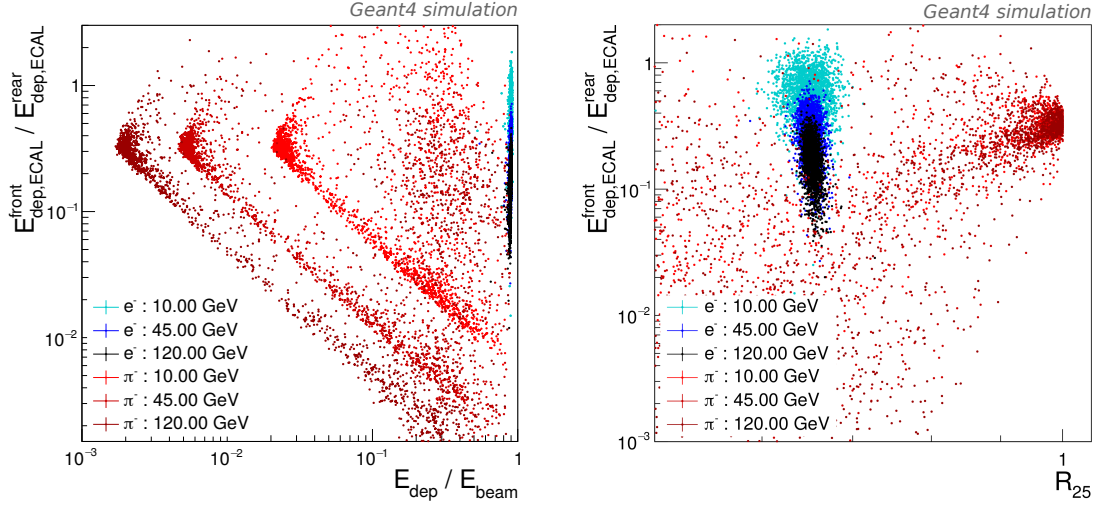 Geant4 simulation
E^front_dep,ECAL / E^rear_dep,ECAL
1
10⁻¹
10⁻²
e⁻ : 10.00 GeV
e⁻ : 45.00 GeV
e⁻ : 120.00 GeV
π⁻ : 10.00 GeV
π⁻ : 45.00 GeV
π⁻ : 120.00 GeV
10⁻³ 10⁻² 10⁻¹ 1
E_dep / E_beam
Geant4 simulation
E^front_dep,ECAL / E^rear_dep,ECAL
1
10⁻¹
10⁻²
10⁻³
e⁻ : 10.00 GeV
e⁻ : 45.00 GeV
e⁻ : 120.00 GeV
π⁻ : 10.00 GeV
π⁻ : 45.00 GeV
π⁻ : 120.00 GeV
1
R₂₅